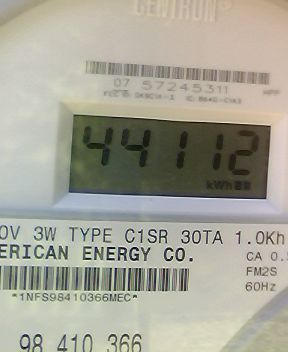 CENTRON
07 57245311
44112
kWh
0V 3W TYPE C1SR 30TA 1.0Kh
ERICAN ENERGY CO. CA 0.5
FM2S
*1NFS98410366MEC* 60Hz
98 410 366